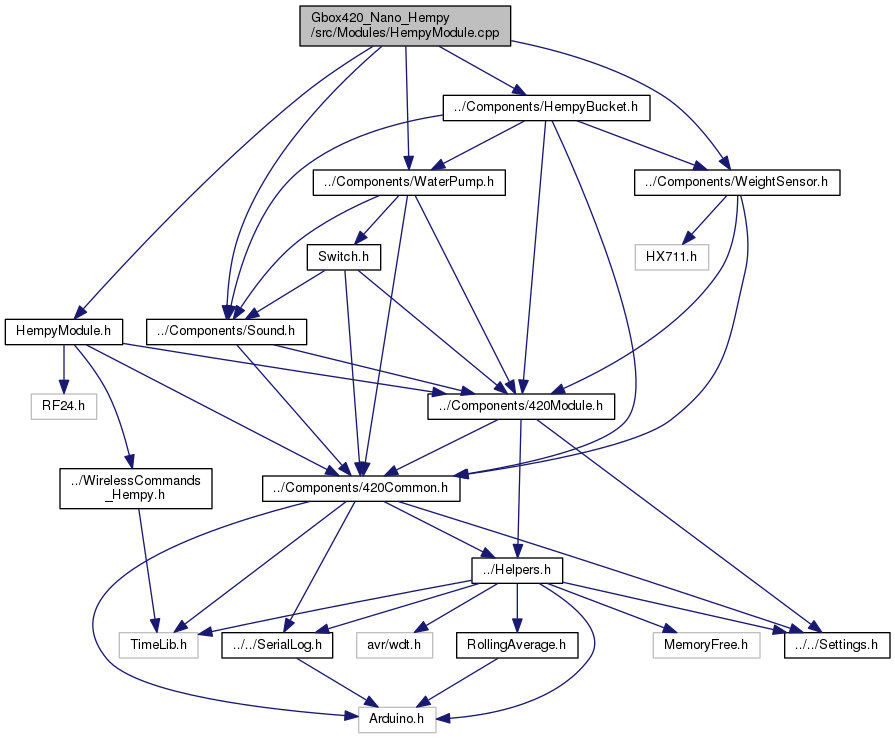 Gbox420_Nano_Hempy
/src/Modules/HempyModule.cpp
../Components/HempyBucket.h
../Components/WaterPump.h
../Components/WeightSensor.h
Switch.h
HX711.h
HempyModule.h
../Components/Sound.h
RF24.h
../Components/420Module.h
../WirelessCommands
_Hempy.h
../Components/420Common.h
../Helpers.h
TimeLib.h
../../SerialLog.h
avr/wdt.h
RollingAverage.h
MemoryFree.h
../../Settings.h
Arduino.h